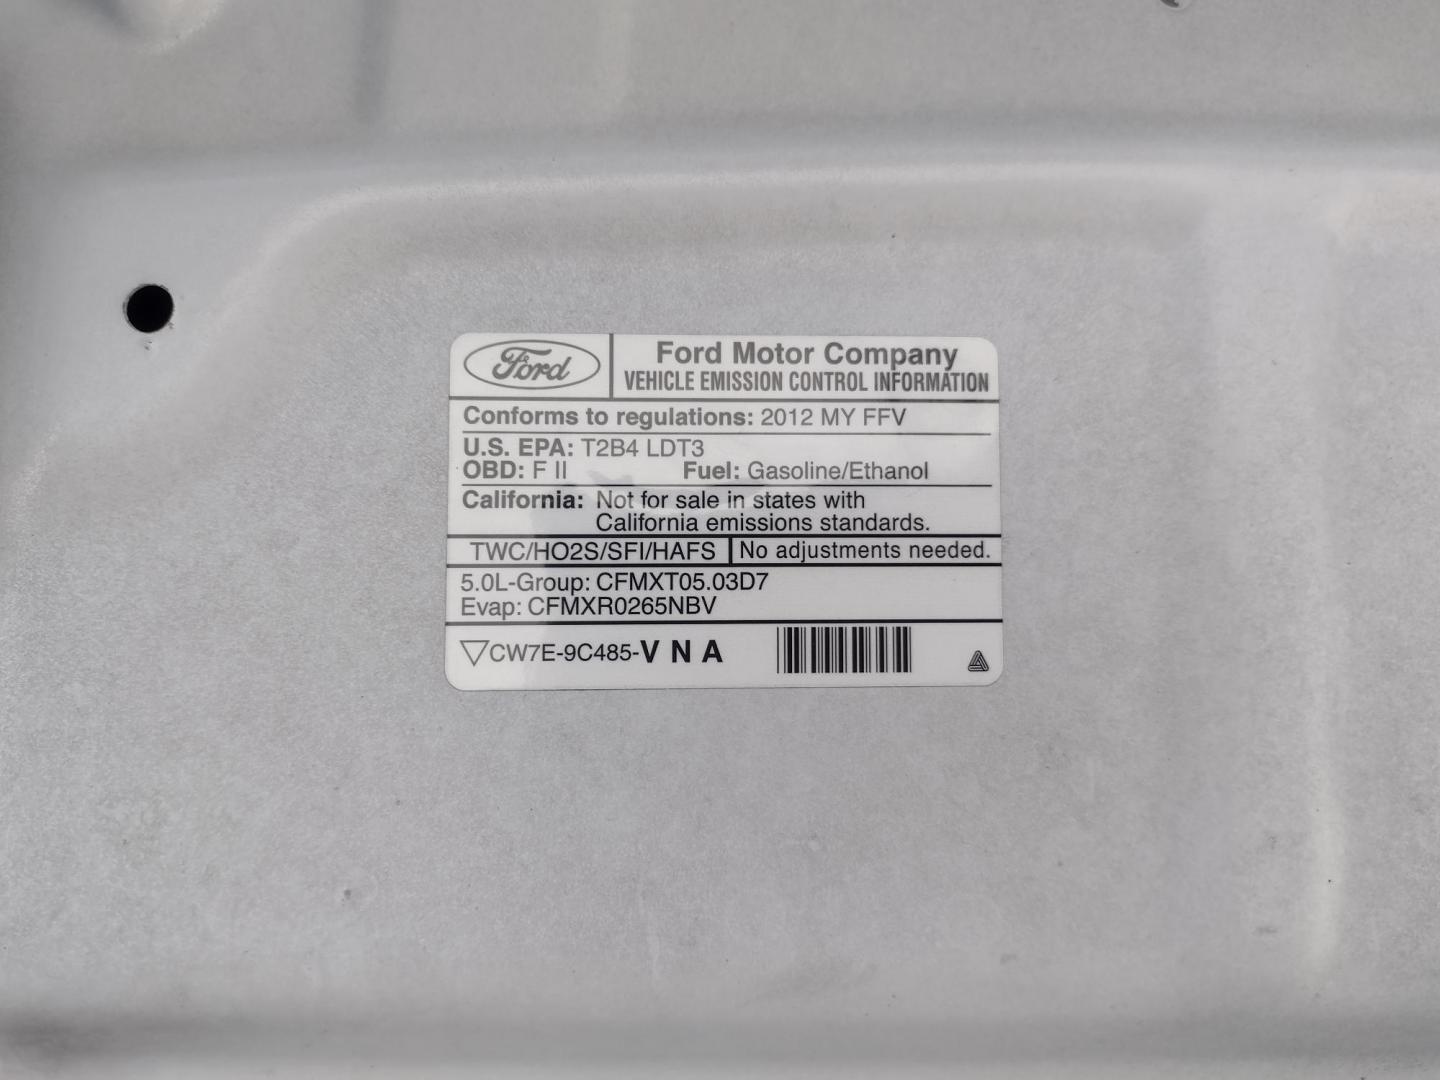 Ford
Ford Motor Company
VEHICLE EMISSION CONTROL INFORMATION
Conforms to regulations: 2012 MY FFV
U.S. EPA: T2B4 LDT3
OBD: F II Fuel: Gasoline/Ethanol
California: Not for sale in states with
California emissions standards.
TWC/HO2S/SFI/HAFS No adjustments needed.
5.0L-Group: CFMXT05.03D7
Evap: CFMXR0265NBV
CW7E-9C485-VNA